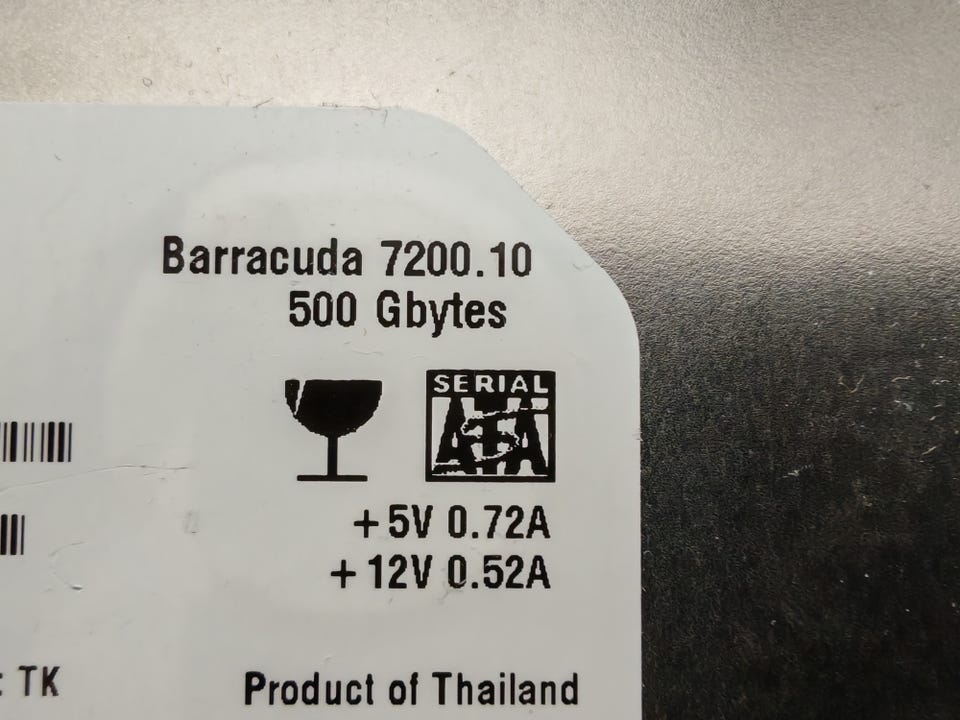 Barracuda 7200.10
500 Gbytes
SERIAL
ATA
+5V 0.72A
+12V 0.52A
: TK
Product of Thailand